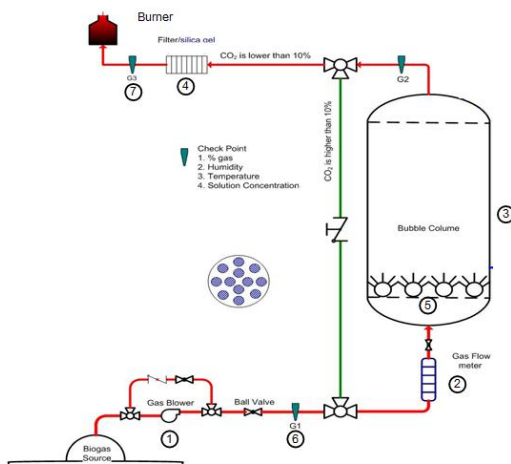 Burner
Filter/silica gel
CO2 is lower than 10%
G3
G2
7
4
Check Point
1. % gas
2. Humidity
3. Temperature
4. Solution Concentration
CO2 is higher than 10%
3
Bubble Colume
5
Gas Flow
meter
2
Gas Blower
Ball Valve
1
G1
6
Biogas
Source